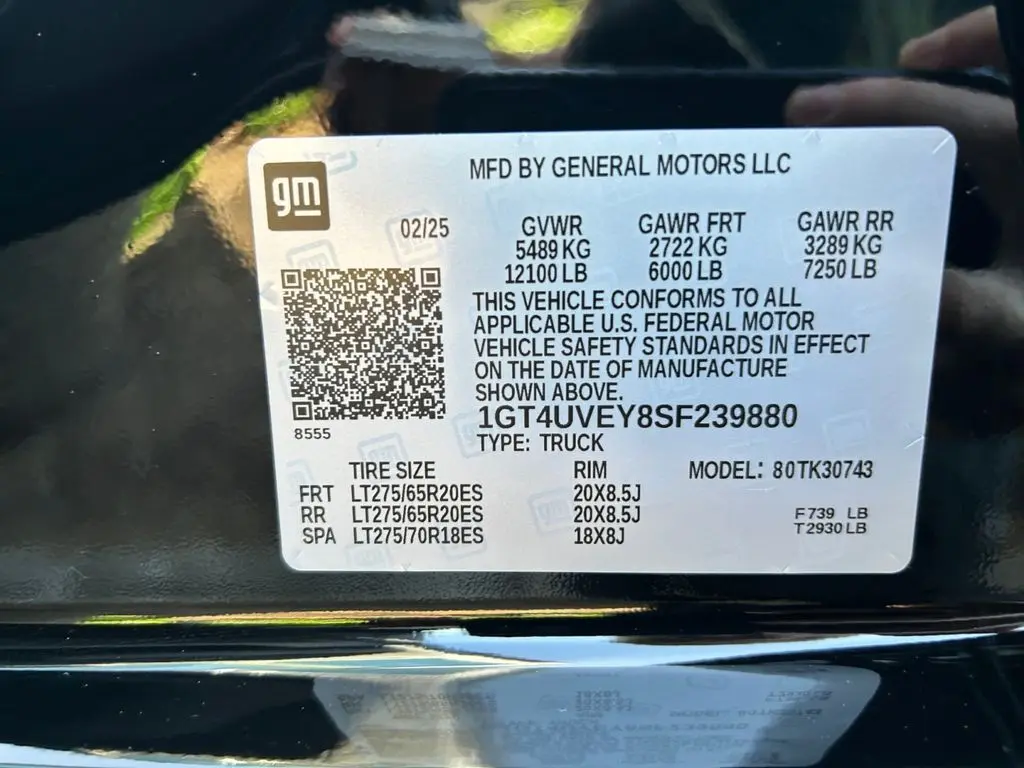 MFD BY GENERAL MOTORS LLC
gm
02/25 GVWR GAWR FRT GAWR RR
5489 KG 2722 KG 3289 KG
12100 LB 6000 LB 7250 LB
THIS VEHICLE CONFORMS TO ALL
APPLICABLE U.S. FEDERAL MOTOR
VEHICLE SAFETY STANDARDS IN EFFECT
ON THE DATE OF MANUFACTURE
SHOWN ABOVE.
1GT4UVEY8SF239880
8555
TYPE: TRUCK
TIRE SIZE RIM MODEL: 80TK30743
FRT LT275/65R20ES 20X8.5J
RR LT275/65R20ES 20X8.5J
SPA LT275/70R18ES 18X8J
F739 LB
T2930LB